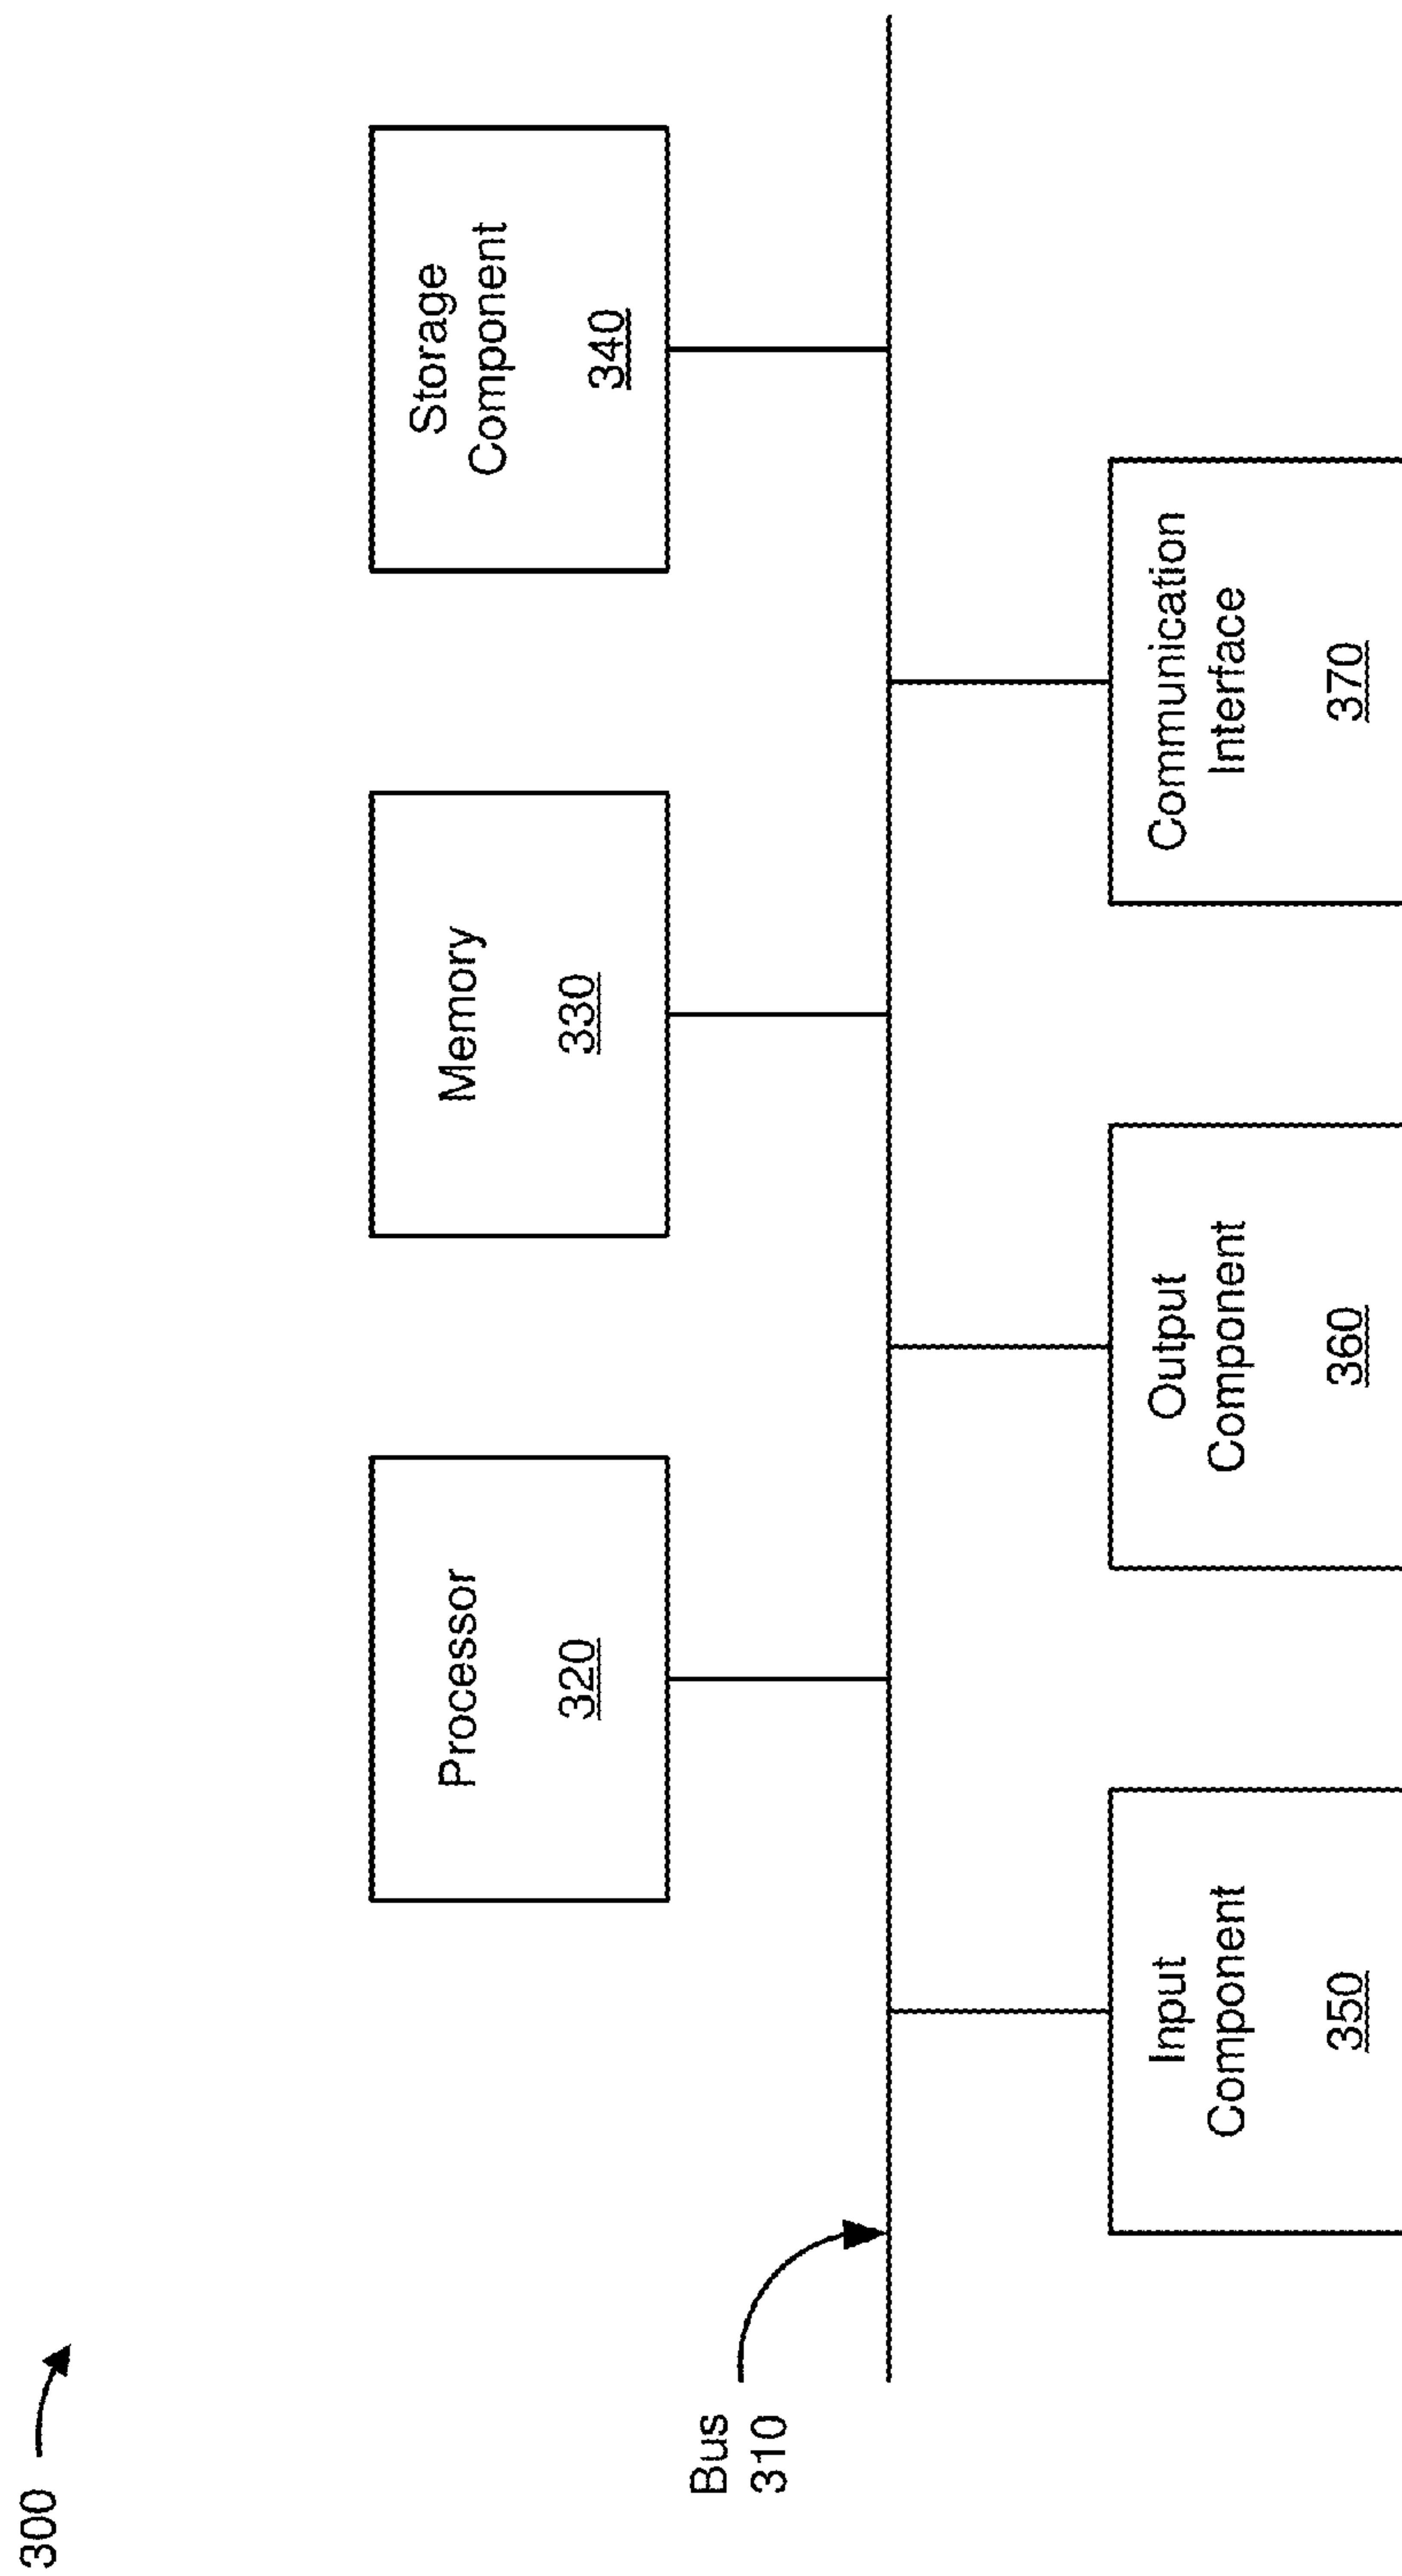 300
Processor
320
Memory
330
Storage
Component
340
Bus
310
Input
Component
350
Output
Component
360
Communication
Interface
370